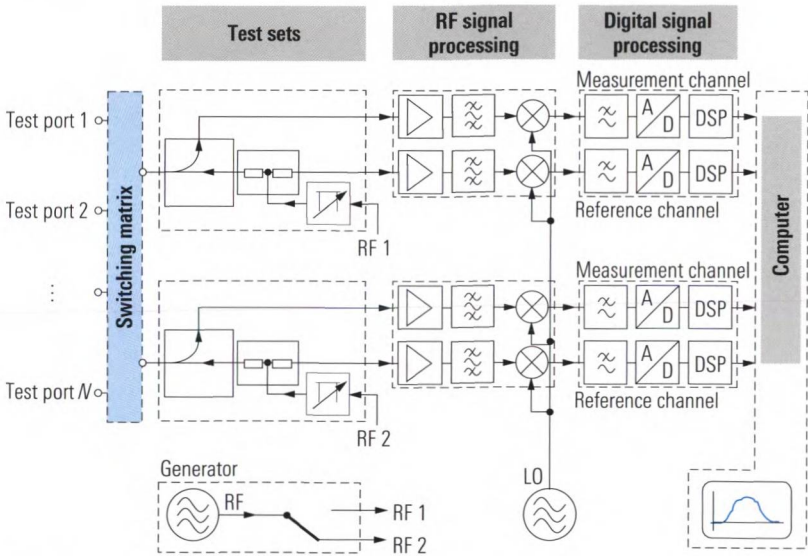 Test sets
RF signal
processing
Digital signal
processing
Measurement channel
Test port 1
A
D
DSP
A
D
DSP
Test port 2
RF 1
Reference channel
Switching matrix
Computer
Measurement channel
⋮
A
D
DSP
A
D
DSP
Test port N
RF 2
Reference channel
Generator
LO
RF
RF 1
RF 2